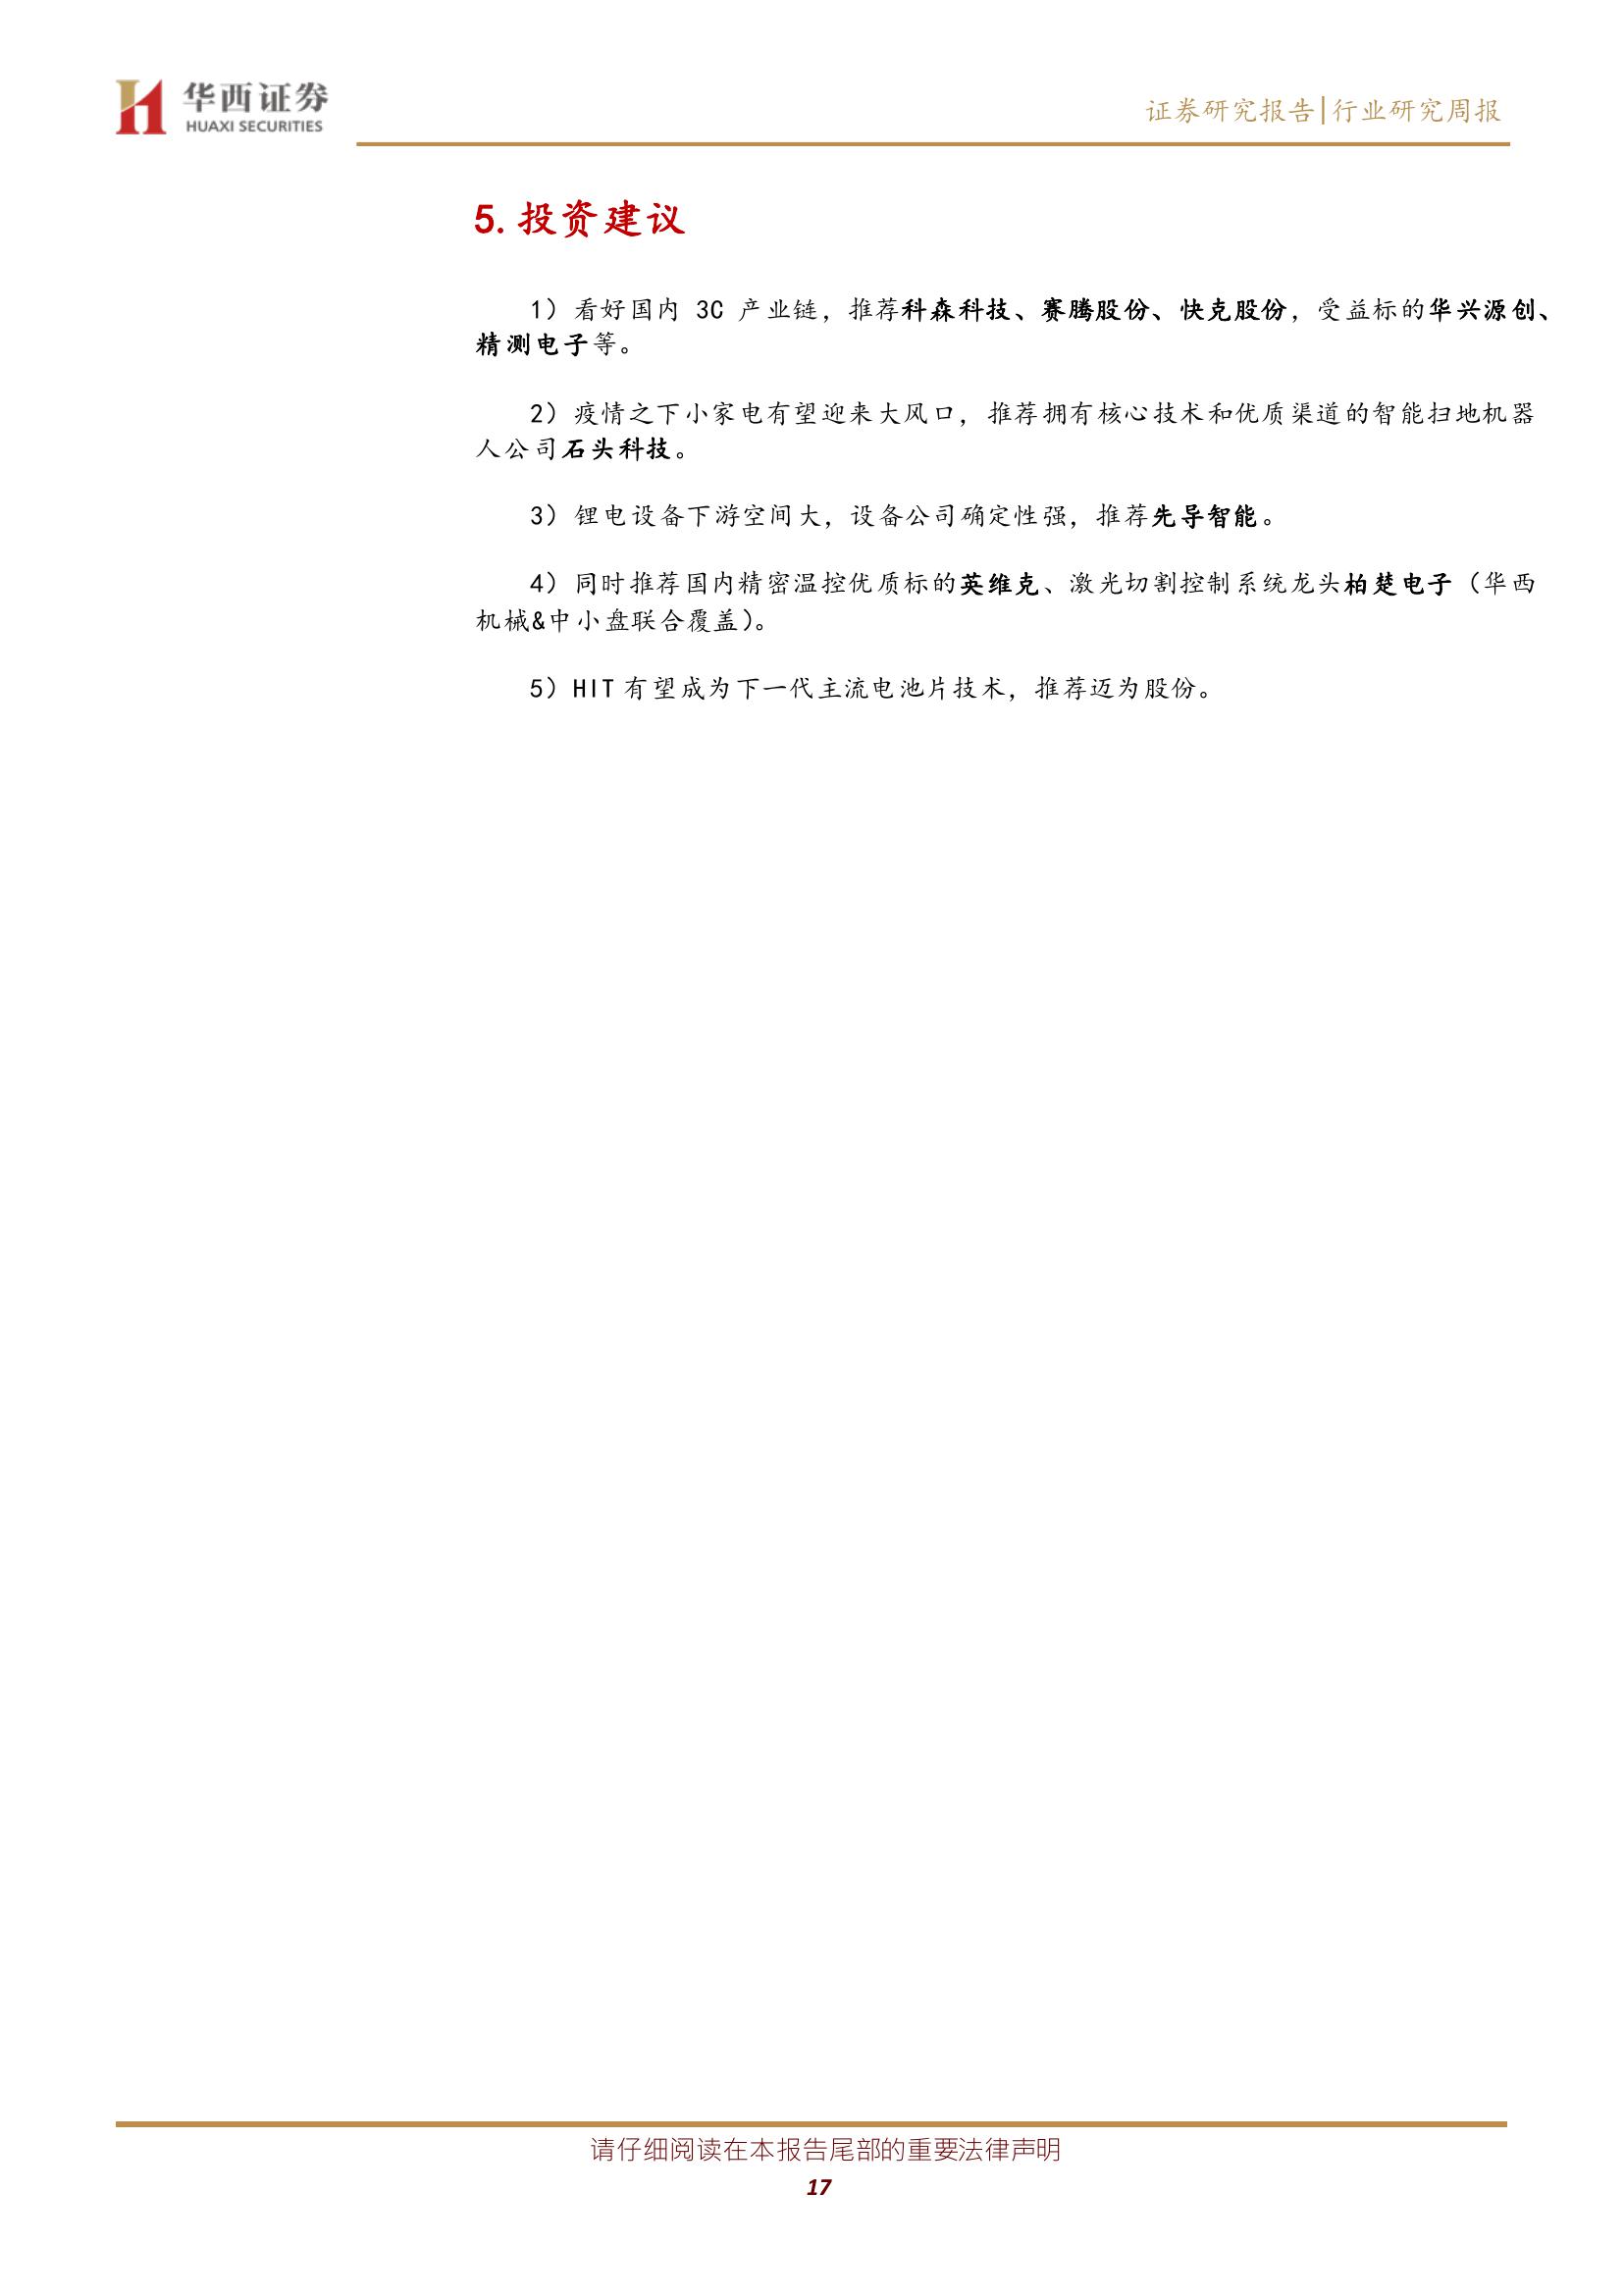 华西证券
HUAXI SECURITIES
证券研究报告|行业研究周报
5.投资建议
1）看好国内 3C 产业链，推荐科森科技、赛腾股份、快克股份，受益标的华兴源创、
精测电子等。
2）疫情之下小家电有望迎来大风口，推荐拥有核心技术和优质渠道的智能扫地机器
人公司石头科技。
3）锂电设备下游空间大，设备公司确定性强，推荐先导智能。
4）同时推荐国内精密温控优质标的英维克、激光切割控制系统龙头柏楚电子（华西
机械&中小盘联合覆盖）。
5）HIT 有望成为下一代主流电池片技术，推荐迈为股份。
请仔细阅读在本报告尾部的重要法律声明
17